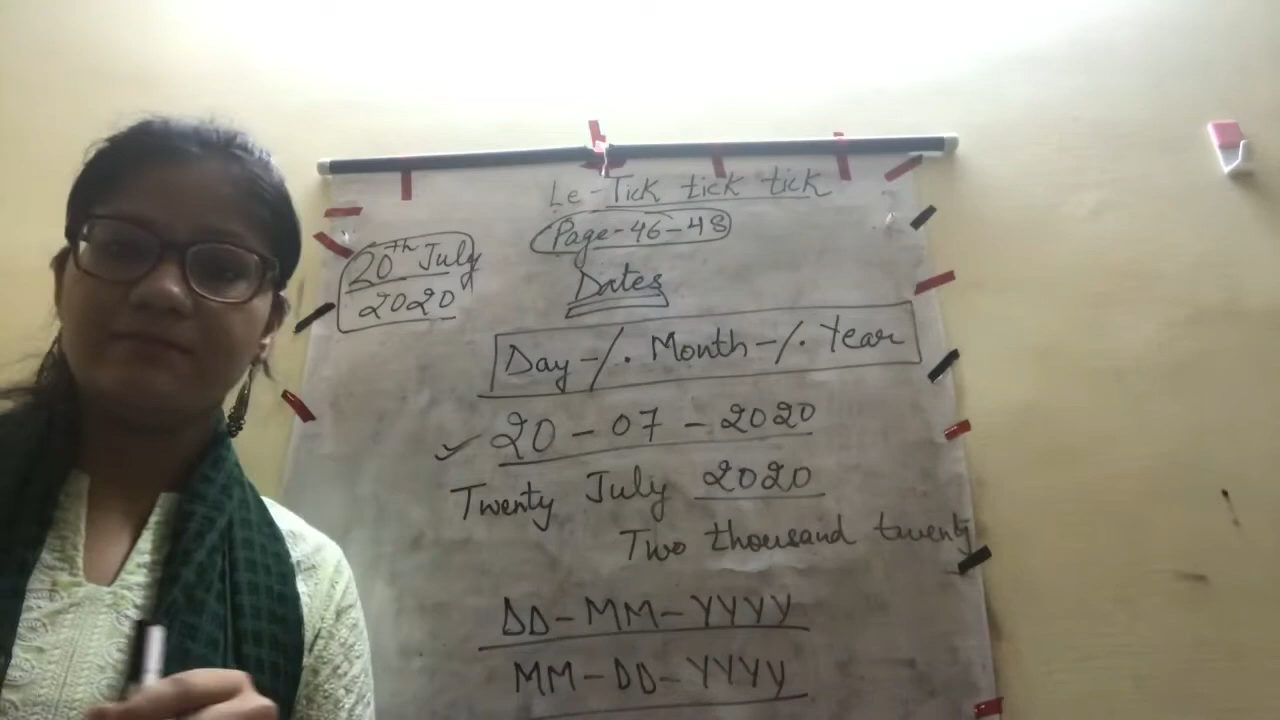 Le-Tick tick tick
Page-46-48
20th July
2020
Dates
Day-/. Month-/. Year
20-07-2020
Twenty July 2020
Two thousand twenty
DD-MM-YYYY
MM-DD-YYYY